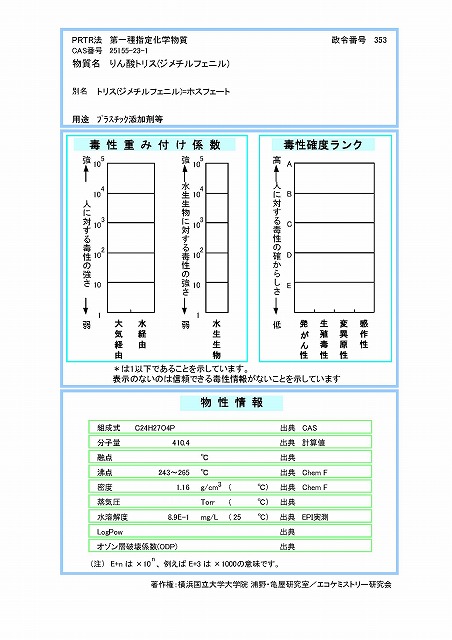 PRTR法 第一種指定化学物質 政令番号 353
CAS番号 25155-23-1
物質名 りん酸トリス(ジメチルフェニル)
別名 トリス(ジメチルフェニル)=ホスフェート
用途 プラスチック添加剤等
毒性重み付け係数
強 10^5
10^4
10^3
10^2
10
弱 1
人に対する毒性の強さ
大気経由
水経由
強 10^5
10^4
10^3
10^2
10
弱 1
水生生物に対する毒性の強さ
水生生物
毒性確度ランク
高 A
B
C
D
E
低
人に対する毒性の確からしさ
発がん性
生殖毒性
変異原性
感作性
*は1以下であることを示しています。
表示のないのは信頼できる毒性情報がないことを示しています
物性情報
組成式 C24H27O4P 出典 CAS
分子量 410.4 出典 計算値
融点 ℃ 出典
沸点 243~265 ℃ 出典 Chem F
密度 1.16 g/cm3 ( ℃) 出典 Chem F
蒸気圧 Torr ( ℃) 出典
水溶解度 8.9E-1 mg/L (25 ℃) 出典 EPI実測
LogPow 出典
オゾン層破壊係数(ODP) 出典
(注) E+n は ×10^n、例えば E+3 は ×1000の意味です。
著作権:横浜国立大学大学院 浦野・亀屋研究室/エコケミストリー研究会